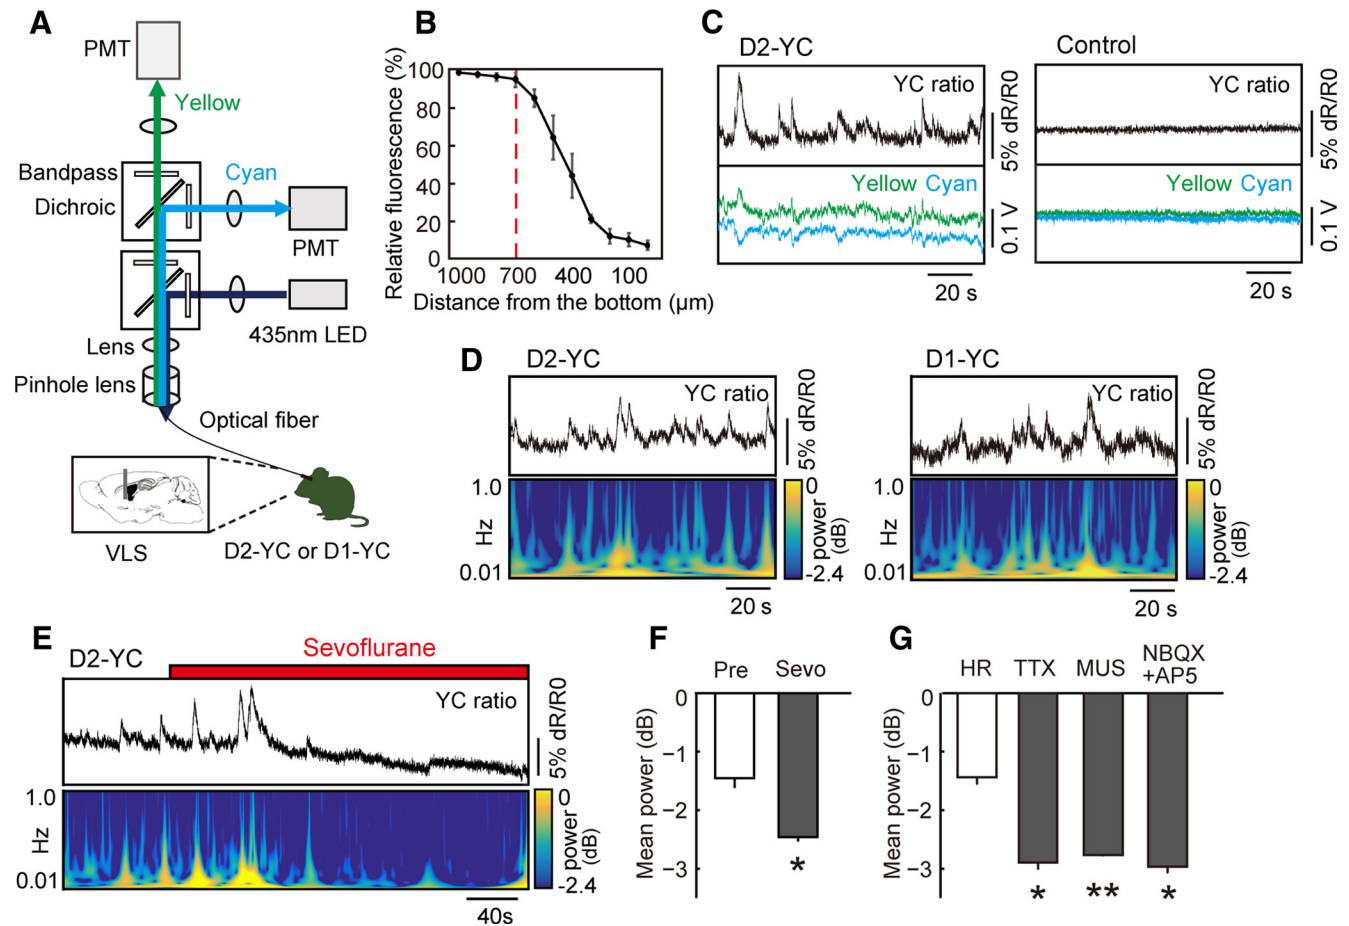 A
PMT
Yellow
Bandpass
Cyan
Dichroic
PMT
435nm LED
Lens
Pinhole lens
Optical fiber
VLS
D2-YC or D1-YC
B
Relative fluorescence (%)
100
80
60
40
20
0
1000 700 400 100
Distance from the bottom (µm)
C
D2-YC
YC ratio
5% dR/R0
Yellow Cyan
0.1 V
20 s
Control
YC ratio
5% dR/R0
Yellow Cyan
0.1 V
20 s
D
D2-YC
YC ratio
5% dR/R0
1.0
Hz
0.01
0
-2.4
power
(dB)
20 s
D1-YC
YC ratio
5% dR/R0
1.0
Hz
0.01
0
-2.4
power
(dB)
20 s
E
D2-YC
Sevoflurane
YC ratio
5% dR/R0
1.0
Hz
0.01
0
-2.4
power
(dB)
40s
F
Pre Sevo
Mean power (dB)
0
−1
−2
−3
*
G
HR TTX MUS NBQX
+AP5
Mean power (dB)
0
−1
−2
−3
* ** *